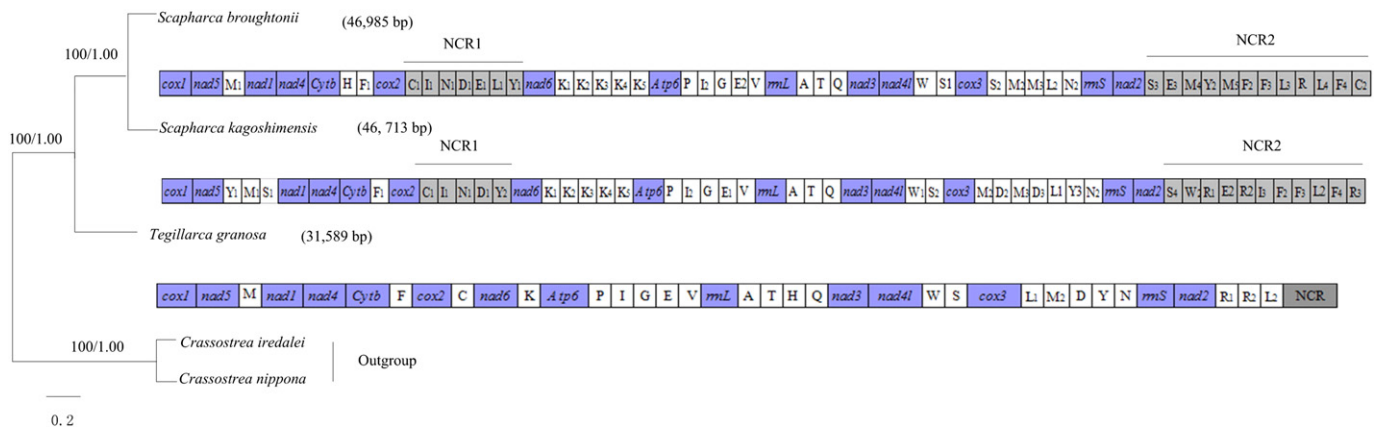 Scapharca broughtonii (46,985 bp)
100/1.00
NCR1
NCR2
cox1 nad5 M1 nad1 nad4 Cytb H F1 cox2 C1 I1 N1 D1 E1 L1 Y1 nad6 K1 K2 K3 K4 K5 Atp6 P I2 G E2 V rnL A T Q nad3 nad4l W S1 cox3 S2 M2 M3 L2 N2 rnS nad2 S3 E3 M4 Y2 M5 F2 F3 L3 R L4 F4 C2
Scapharca kagoshimensis (46, 713 bp)
100/1.00
NCR1
NCR2
cox1 nad5 Y1 M1 S1 nad1 nad4 Cytb F1 cox2 C1 I1 N1 D1 Y2 nad6 K1 K2 K3 K4 K5 Atp6 P I2 G E1 V rnL A T Q nad3 nad4l W1 S2 cox3 M2 D2 M3 D3 L1 Y3 N2 rnS nad2 S4 W2 R1 E2 R2 I3 F2 F3 L2 F4 R3
Tegillarca granosa (31,589 bp)
cox1 nad5 M nad1 nad4 Cytb F cox2 C nad6 K Atp6 P I G E V rnL A T H Q nad3 nad4l W S cox3 L1 M2 D Y N rnS nad2 R1 R2 L2 NCR
100/1.00
Crassostrea iredalei
Outgroup
Crassostrea nippona
0.2